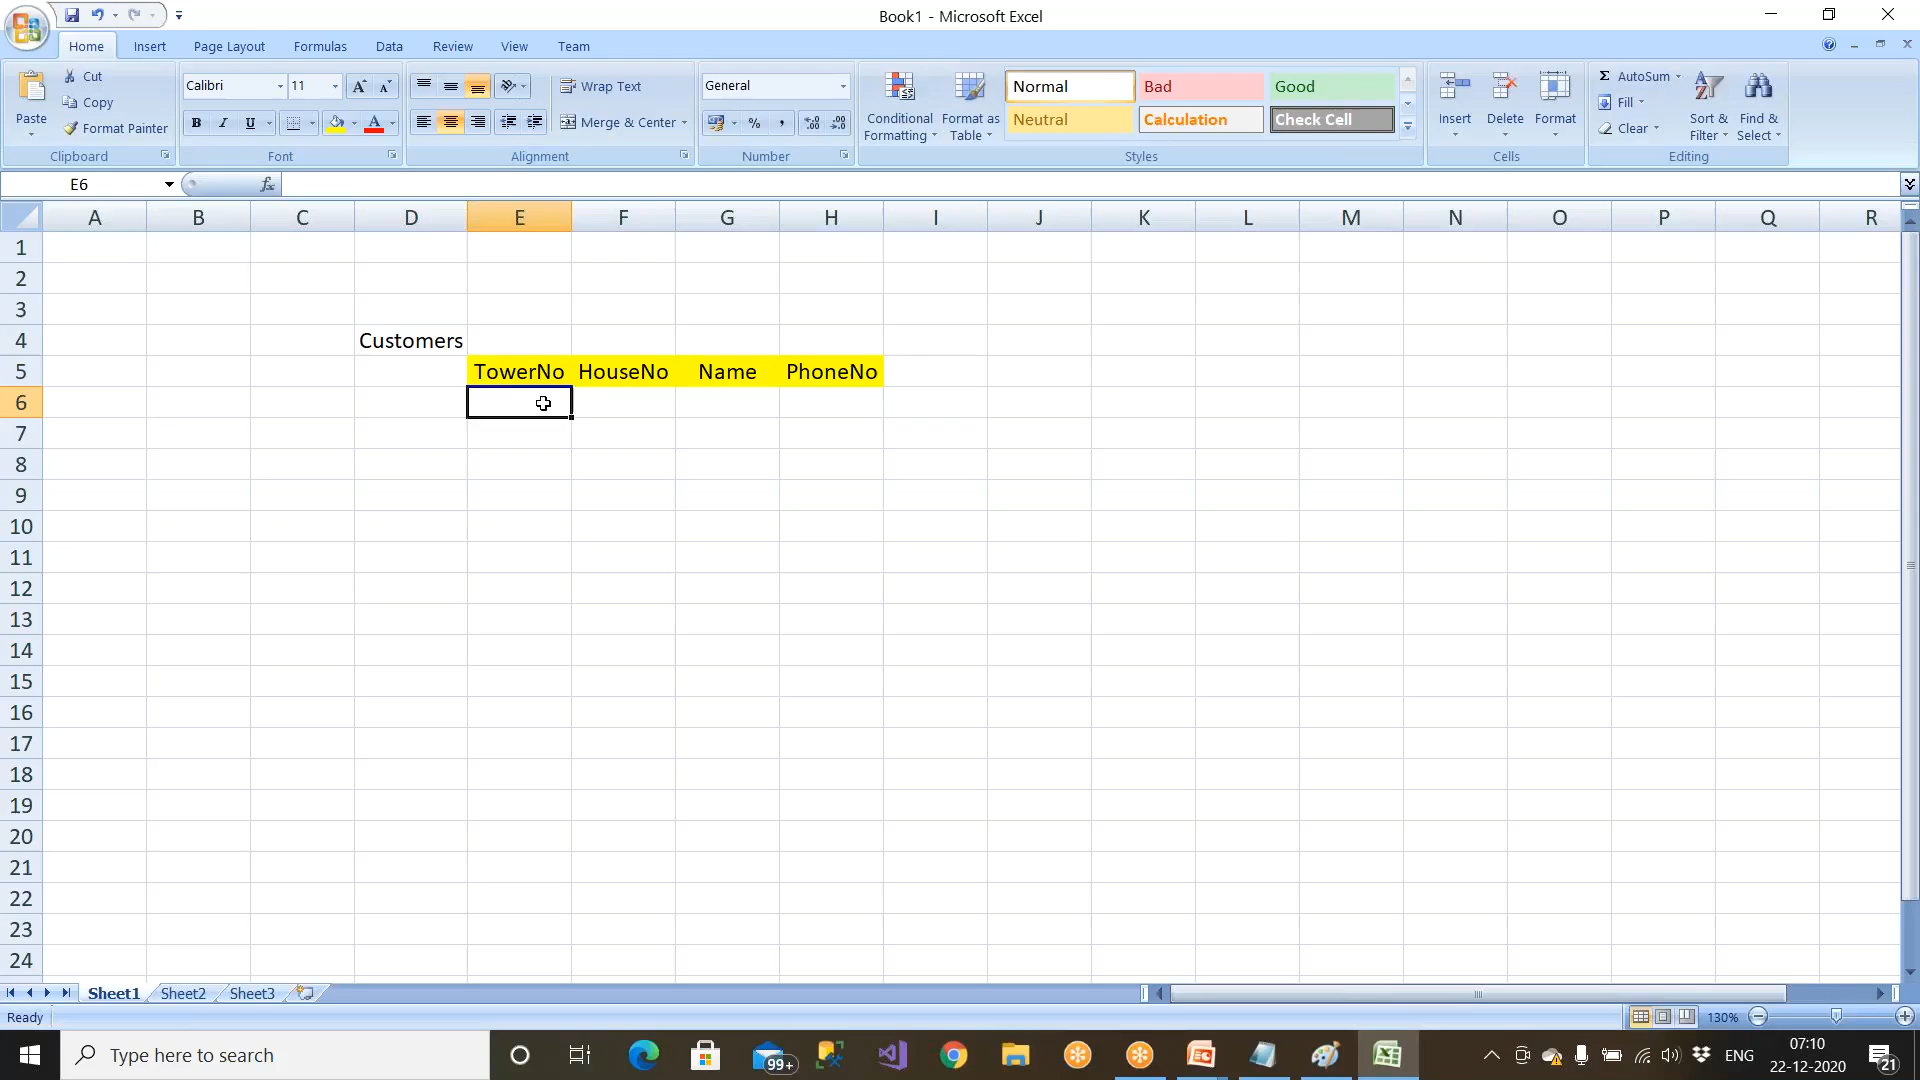 Book1 - Microsoft Excel
Home Insert Page Layout Formulas Data Review View Team
Paste
Cut
Copy
Format Painter
Clipboard
Calibri 11
B I U
Font
Wrap Text
Merge & Center
Alignment
General
Number
Conditional Formatting
Format as Table
Normal Bad Good
Neutral Calculation Check Cell
Styles
Insert Delete Format
Cells
Σ AutoSum
Fill
Clear
Sort & Filter
Find & Select
Editing
E6 fx
A B C D E F G H I J K L M N O P Q R
1
2
3
4 Customers
5 TowerNo HouseNo Name PhoneNo
6
7
8
9
10
11
12
13
14
15
16
17
18
19
20
21
22
23
24
Sheet1 Sheet2 Sheet3
Ready 130%
Type here to search 99+ ENG 07:10
22-12-2020 21